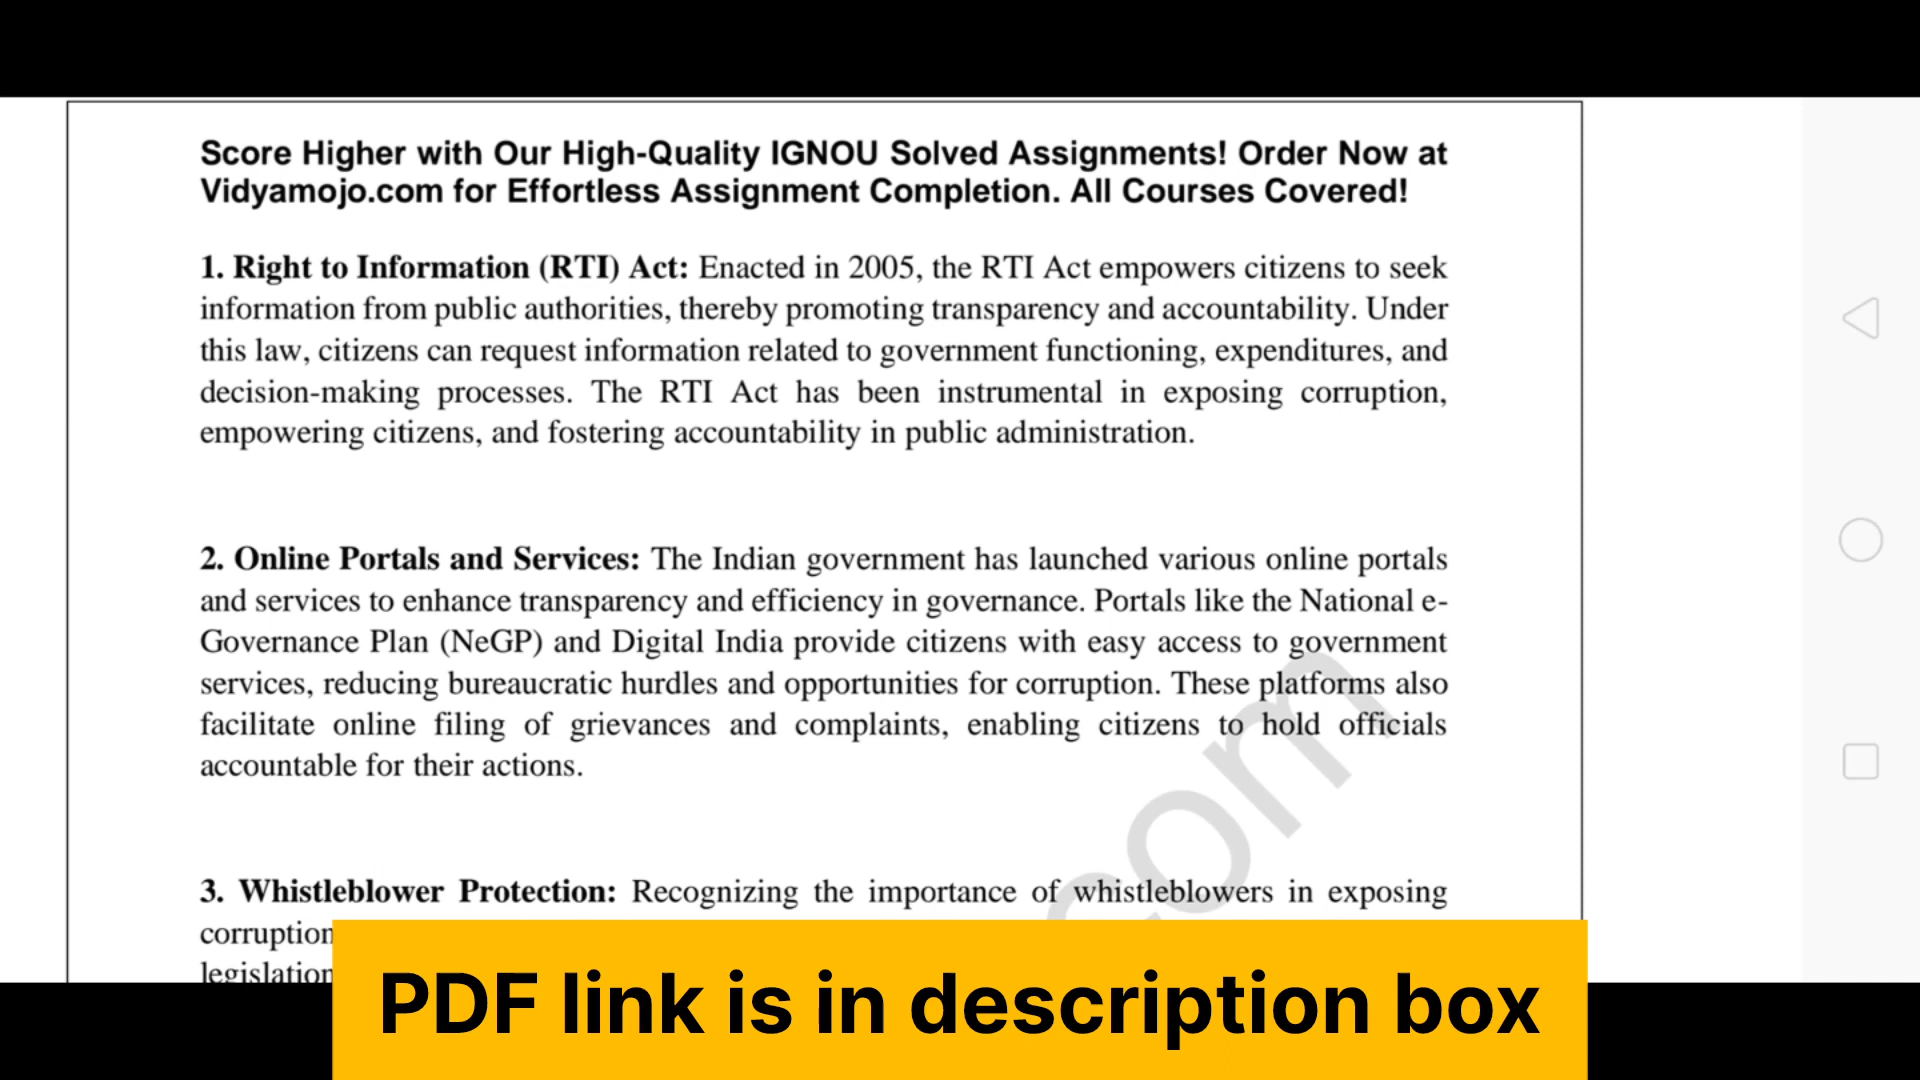 Score Higher with Our High-Quality IGNOU Solved Assignments! Order Now at
Vidyamojo.com for Effortless Assignment Completion. All Courses Covered!
1. Right to Information (RTI) Act: Enacted in 2005, the RTI Act empowers citizens to seek
information from public authorities, thereby promoting transparency and accountability. Under
this law, citizens can request information related to government functioning, expenditures, and
decision-making processes. The RTI Act has been instrumental in exposing corruption,
empowering citizens, and fostering accountability in public administration.
2. Online Portals and Services: The Indian government has launched various online portals
and services to enhance transparency and efficiency in governance. Portals like the National e-
Governance Plan (NeGP) and Digital India provide citizens with easy access to government
services, reducing bureaucratic hurdles and opportunities for corruption. These platforms also
facilitate online filing of grievances and complaints, enabling citizens to hold officials
accountable for their actions.
com
3. Whistleblower Protection: Recognizing the importance of whistleblowers in exposing
corruption
legislation
PDF link is in description box